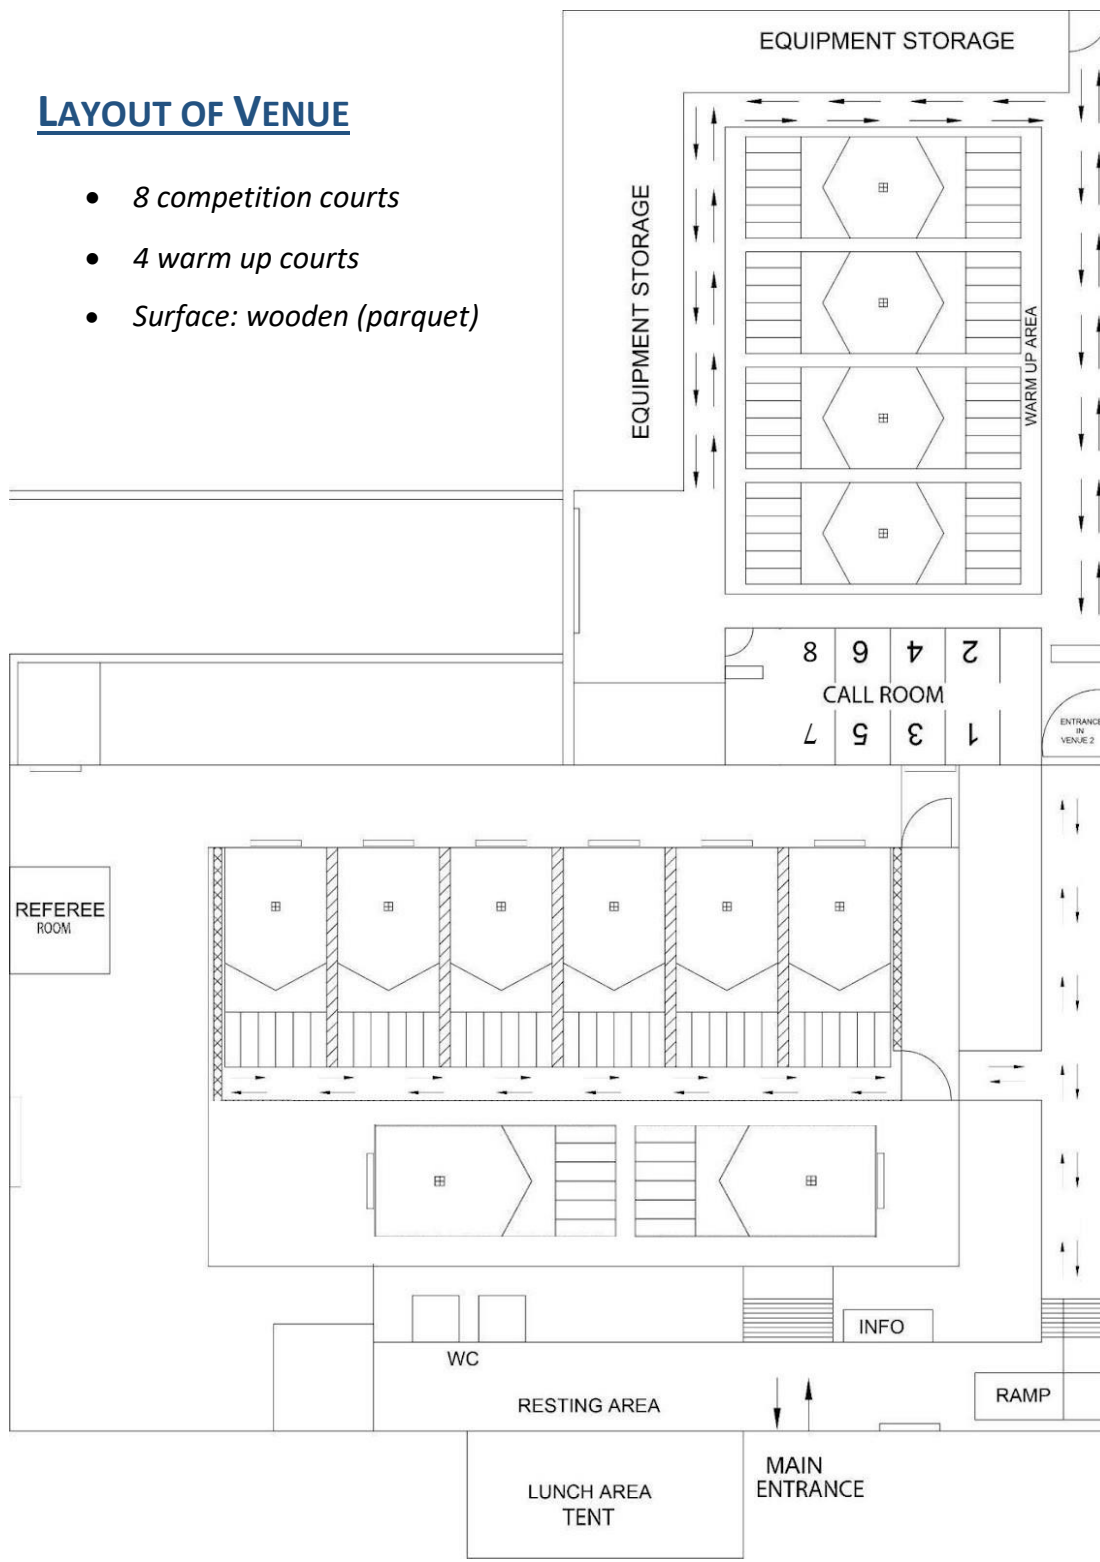 LAYOUT OF VENUE
• 8 competition courts
• 4 warm up courts
• Surface: wooden (parquet)
EQUIPMENT STORAGE
EQUIPMENT STORAGE
WARM UP AREA
8 6 4 2
CALL ROOM
7 5 3 1
ENTRANCE
IN
VENUE 2
REFEREE
ROOM
INFO
WC
RESTING AREA
RAMP
MAIN
ENTRANCE
LUNCH AREA
TENT